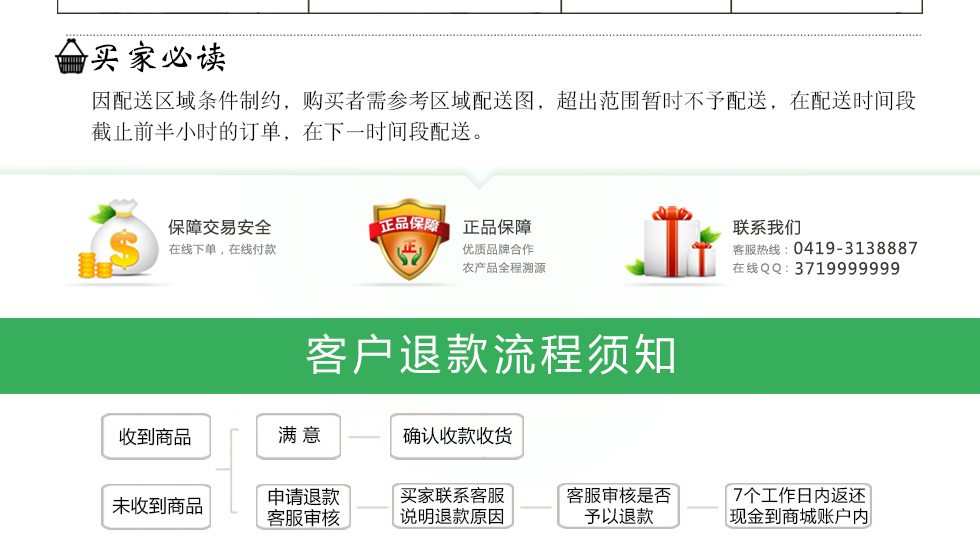 买家必读
因配送区域条件制约，购买者需参考区域配送图，超出范围暂时不予配送，在配送时间段
截止前半小时的订单，在下一时间段配送。
保障交易安全
在线下单，在线付款
正品保障
正
正品保障
优质品牌合作
农产品全程溯源
联系我们
客服热线：0419-3138887
在线QQ：3719999999
客户退款流程须知
收到商品
满 意
确认收款收货
未收到商品
申请退款
客服审核
买家联系客服
说明退款原因
客服审核是否
予以退款
7个工作日内返还
现金到商城账户内